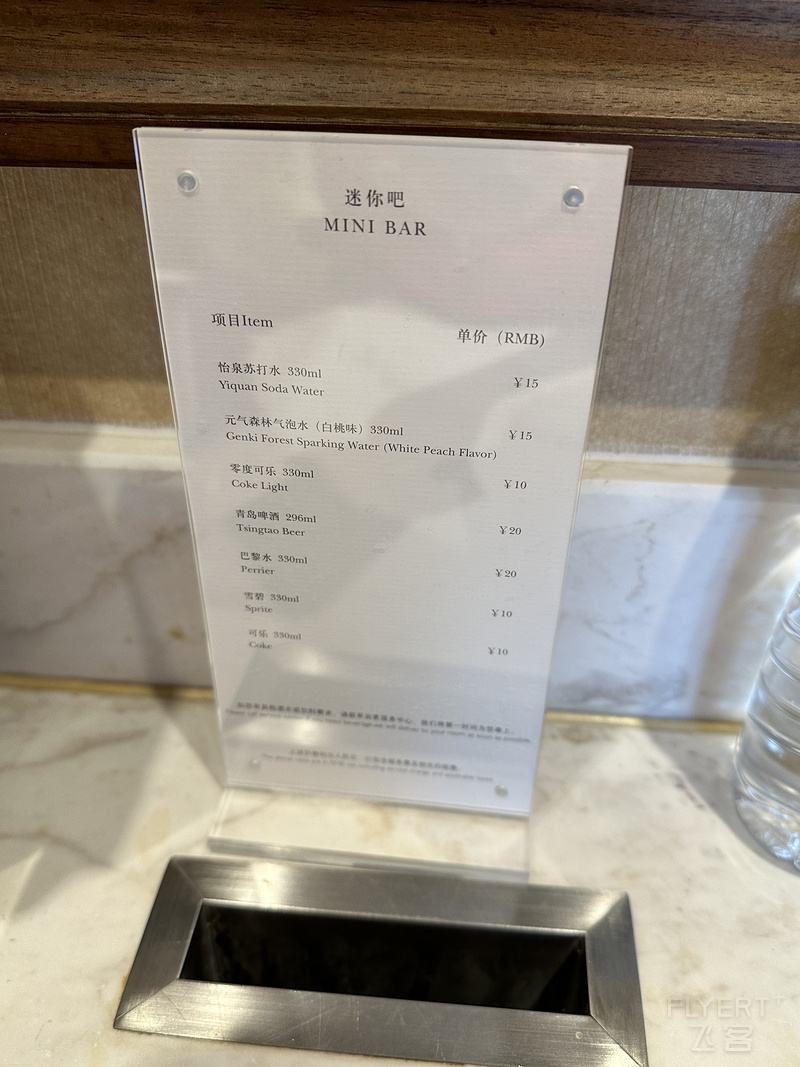 迷你吧
MINI BAR
项目Item
单价（RMB）
怡泉苏打水 330ml
¥15
Yiquan Soda Water
元气森林气泡水（白桃味）330ml
¥15
Genki Forest Sparking Water (White Peach Flavor)
零度可乐 330ml
¥10
Coke Light
青岛啤酒 296ml
¥20
Tsingtao Beer
巴黎水 330ml
¥20
Perrier
雪碧 330ml
¥10
Sprite
可乐 330ml
¥10
Coke
FLYERT
飞客